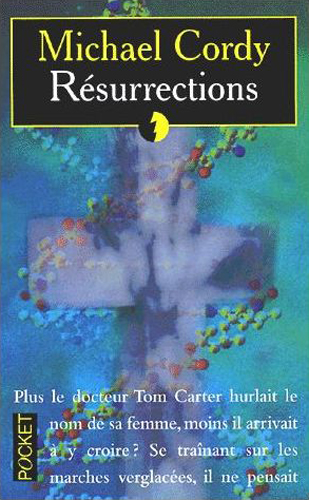 Michael Cordy
Résurrections
Plus le docteur Tom Carter hurlait le
nom de sa femme, moins il arrivait
à y croire ? Se traînant sur les
marches verglacées, il ne pensait
POCKET